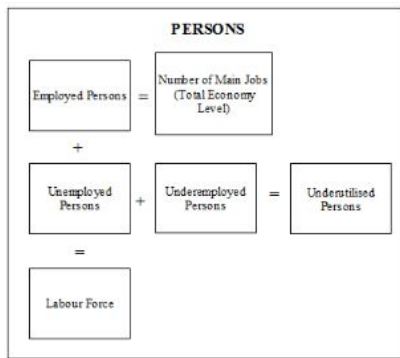 PERSONS
Employed Persons
=
Number of Main Jobs
(Total Economy
Level)
+
Unemployed
Persons
+
Underemployed
Persons
=
Underutilised
Persons
=
Labour Force